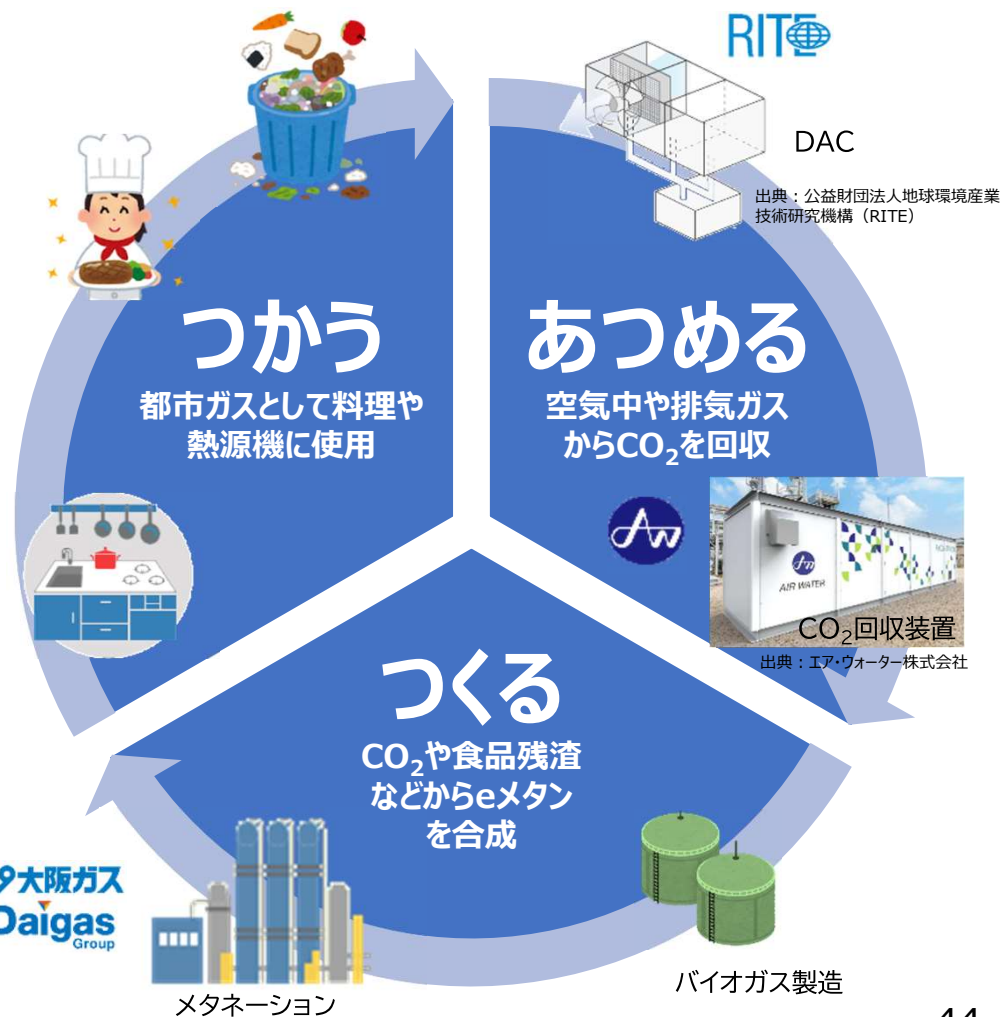 RITE
DAC
出典：公益財団法人地球環境産業
技術研究機構（RITE）
つかう
都市ガスとして料理や
熱源機に使用
あつめる
空気中や排気ガス
からCO₂を回収
AW
AIR WATER
CO₂回収装置
出典：エア・ウォーター株式会社
つくる
CO₂や食品残渣
などからeメタン
を合成
大阪ガス
Daigas
Group
メタネーション
バイオガス製造
44